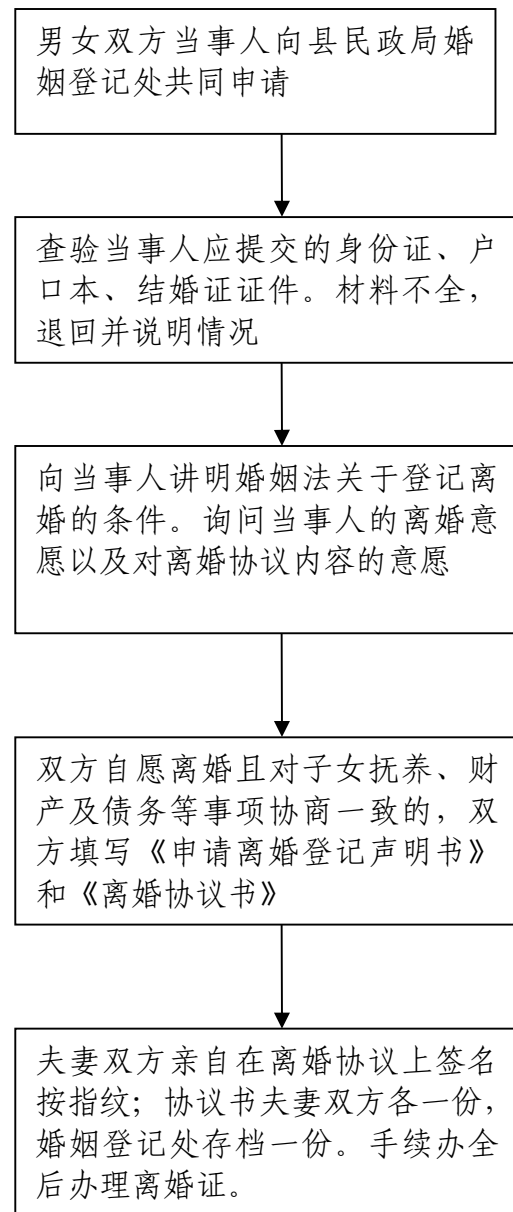 男女双方当事人向县民政局婚
姻登记处共同申请
查验当事人应提交的身份证、户
口本、结婚证证件。材料不全，
退回并说明情况
向当事人讲明婚姻法关于登记离
婚的条件。询问当事人的离婚意
愿以及对离婚协议内容的意愿
双方自愿离婚且对子女抚养、财
产及债务等事项协商一致的，双
方填写《申请离婚登记声明书》
和《离婚协议书》
夫妻双方亲自在离婚协议上签名
按指纹；协议书夫妻双方各一份，
婚姻登记处存档一份。手续办全
后办理离婚证。